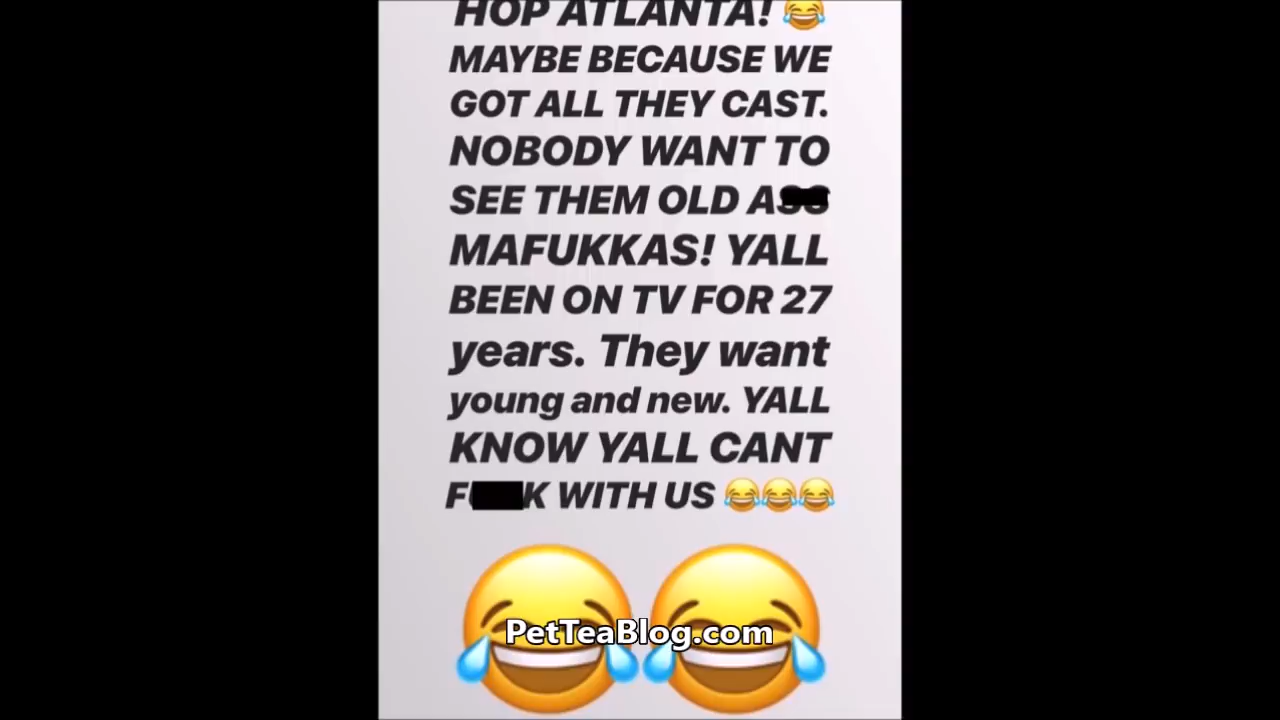 HOP ATLANTA! 😂
MAYBE BECAUSE WE
GOT ALL THEY CAST.
NOBODY WANT TO
SEE THEM OLD ASS
MAFUKKAS! YALL
BEEN ON TV FOR 27
years. They want
young and new. YALL
KNOW YALL CANT
F K WITH US 😂😂😂
😂😂
PetTeaBlog.com